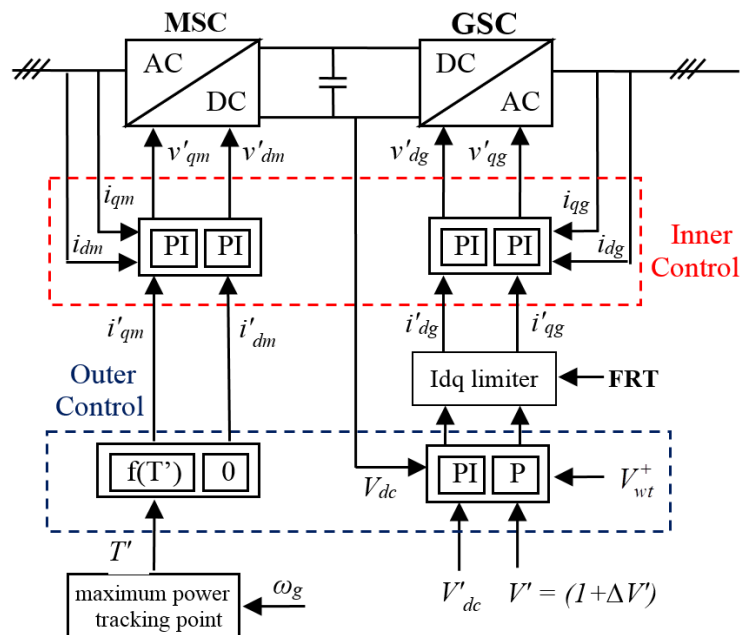 MSC
GSC
AC
DC
DC
AC
v'qm
v'dm
v'dg
v'qg
iqm
idm
iqg
idg
PI
PI
PI
PI
Inner
Control
i'qm
i'dm
i'dg
i'qg
Idq limiter
FRT
Outer
Control
f(T’)
0
Vdc
PI
P
V+wt
T'
maximum power
tracking point
ωg
V'dc
V' = (1+ΔV')